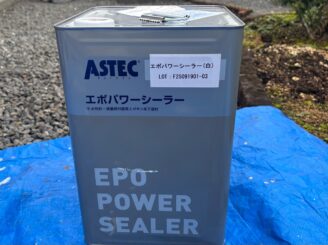 ASTEC
エポパワーシーラー(白)
LOT : F25091901-03
エポパワーシーラー
EPO
POWER
SEALER